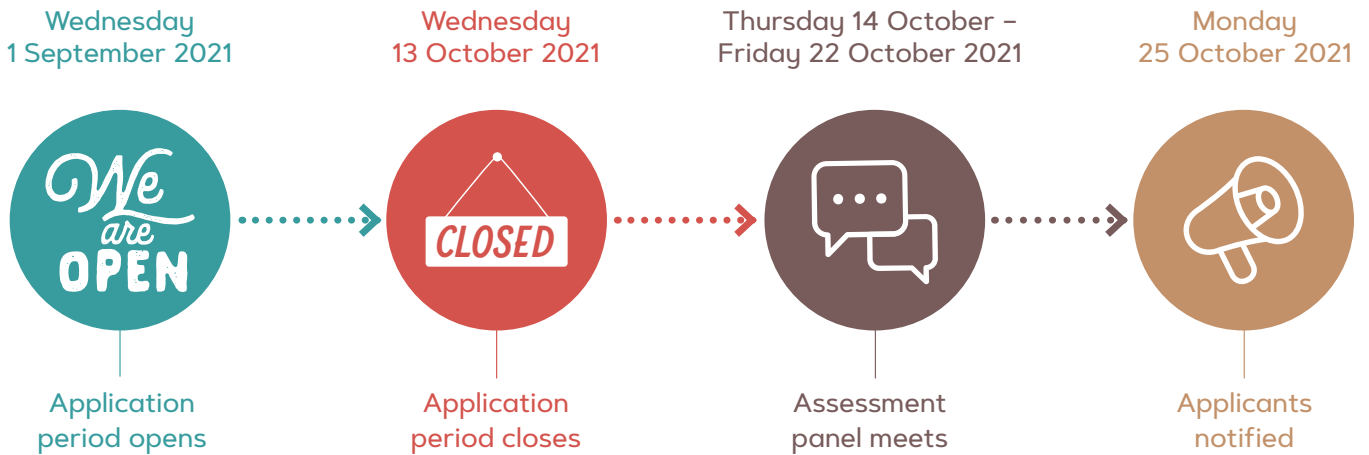 Wednesday
1 September 2021
Wednesday
13 October 2021
Thursday 14 October –
Friday 22 October 2021
Monday
25 October 2021
We
are
OPEN
CLOSED
Application
period opens
Application
period closes
Assessment
panel meets
Applicants
notified